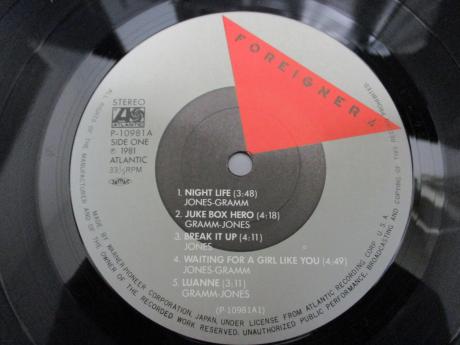 FOREIGNER 4
STEREO
ATLANTIC
P-10981A
SIDE ONE
℗ 1981
ATLANTIC
33⅓RPM
1. NIGHT LIFE (3:48)
JONES-GRAMM
2. JUKE BOX HERO (4:18)
GRAMM-JONES
3. BREAK IT UP (4:11)
JONES
4. WAITING FOR A GIRL LIKE YOU (4:49)
JONES-GRAMM
5. LUANNE (3:11)
GRAMM-JONES
(P-10981A1)
MADE BY WARNER-PIONEER CORPORATION, JAPAN, UNDER LICENSE FROM ATLANTIC RECORDING CORP. U.S.A.
ALL RIGHTS OF THE MANUFACTURER AND OF THE OWNER OF THE RECORDED WORK RESERVED. UNAUTHORIZED PUBLIC PERFORMANCE, BROADCASTING AND COPYING OF THIS RECORD PROHIBITED.